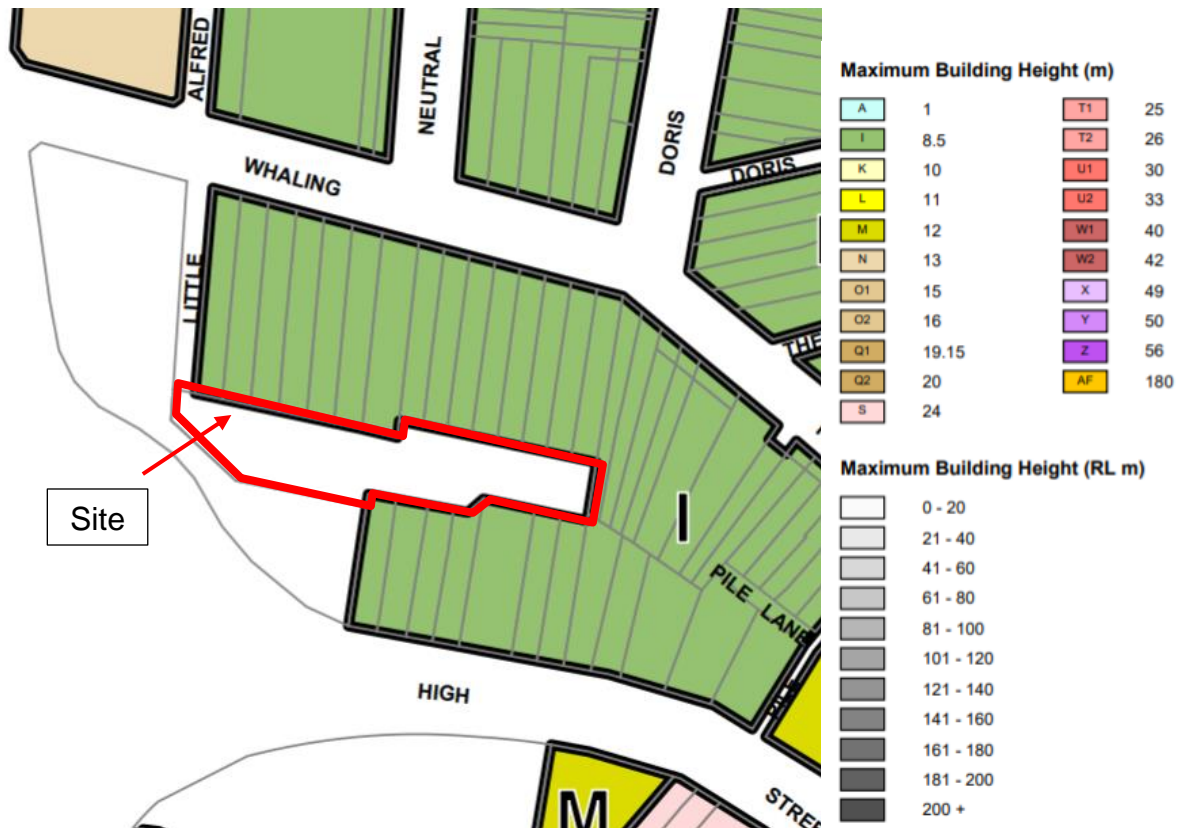 ALFRED
NEUTRAL
DORIS
DORIS
WHALING
LITTLE
THE
Site
I
PILE LANE
HIGH
M
STREE
Maximum Building Height (m)
A 1 T1 25
I 8.5 T2 26
K 10 U1 30
L 11 U2 33
M 12 W1 40
N 13 W2 42
O1 15 X 49
O2 16 Y 50
Q1 19.15 Z 56
Q2 20 AF 180
S 24
Maximum Building Height (RL m)
0 - 20
21 - 40
41 - 60
61 - 80
81 - 100
101 - 120
121 - 140
141 - 160
161 - 180
181 - 200
200 +